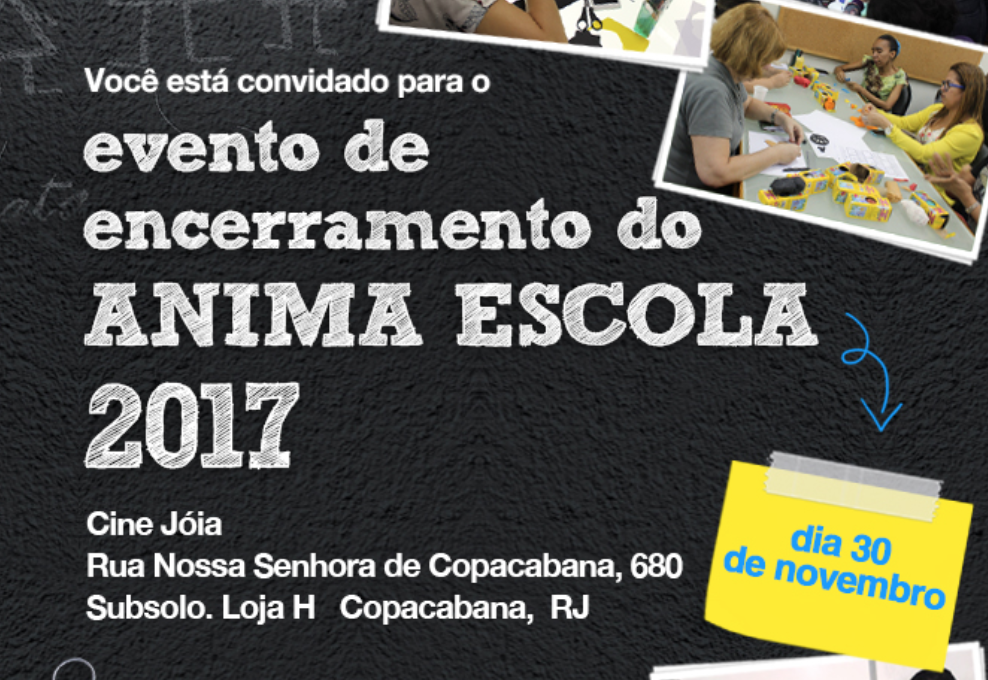 Você está convidado para o
evento de
encerramento do
ANIMA ESCOLA
2017
Cine Jóia
Rua Nossa Senhora de Copacabana, 680
Subsolo. Loja H Copacabana, RJ
dia 30
de novembro